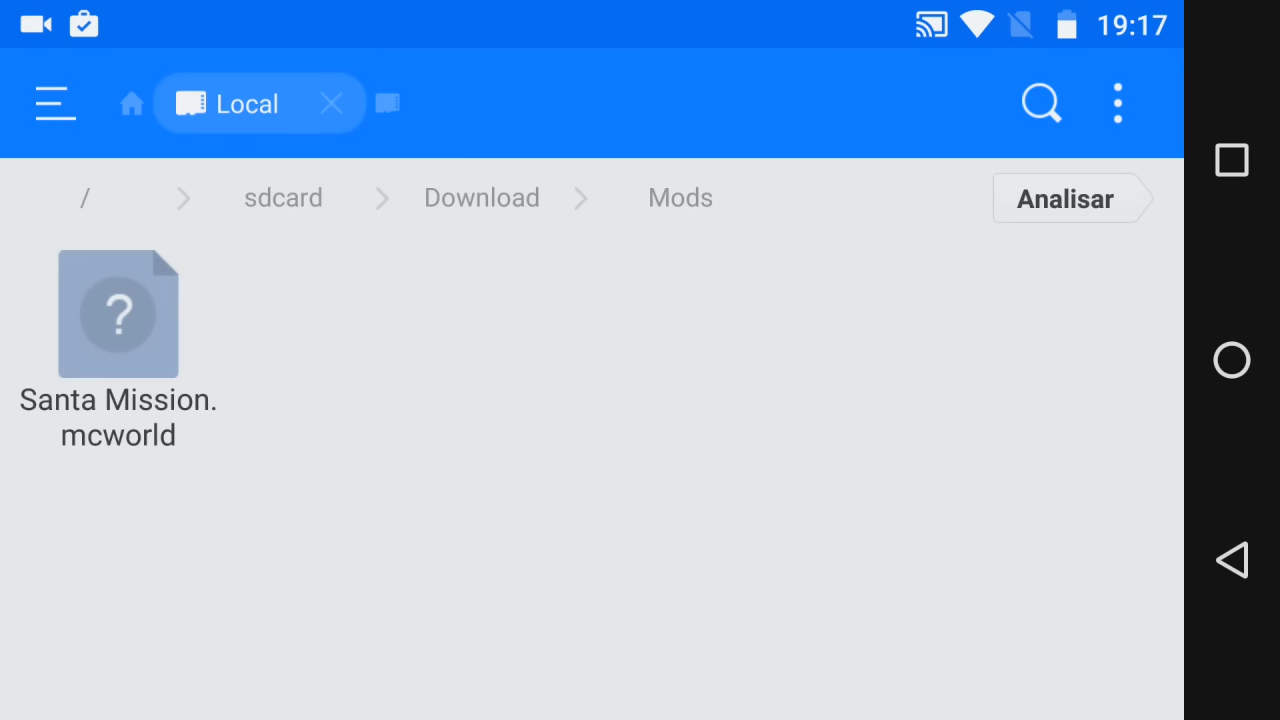 19:17
Local
/ sdcard Download Mods Analisar
?
Santa Mission.
mcworld